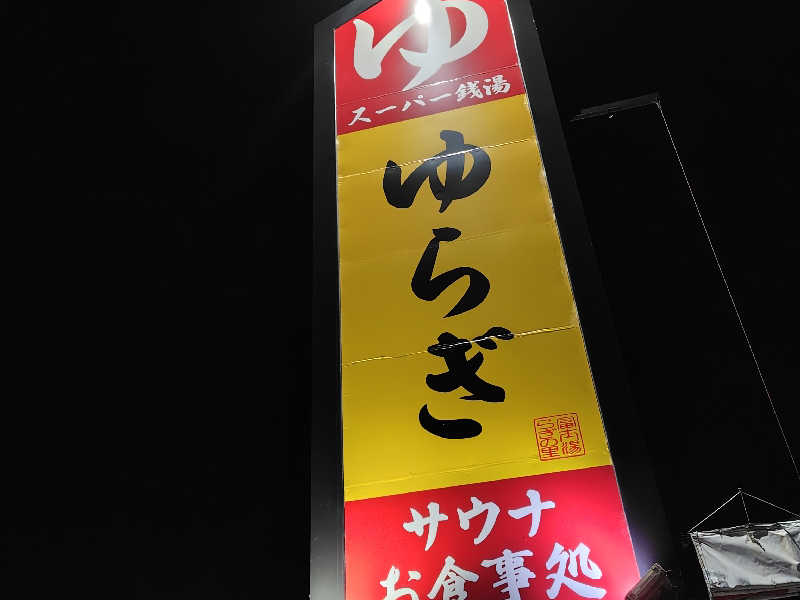 ゆ
スーパー銭湯
ゆらぎ
サウナ
お食事処